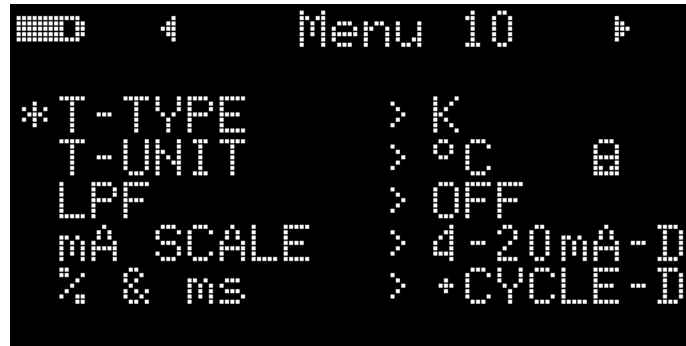 Menu 10
*T-TYPE > K
T-UNIT > °C
LPF > OFF
mA SCALE > 4-20mA-D
% & ms > +CYCLE-D